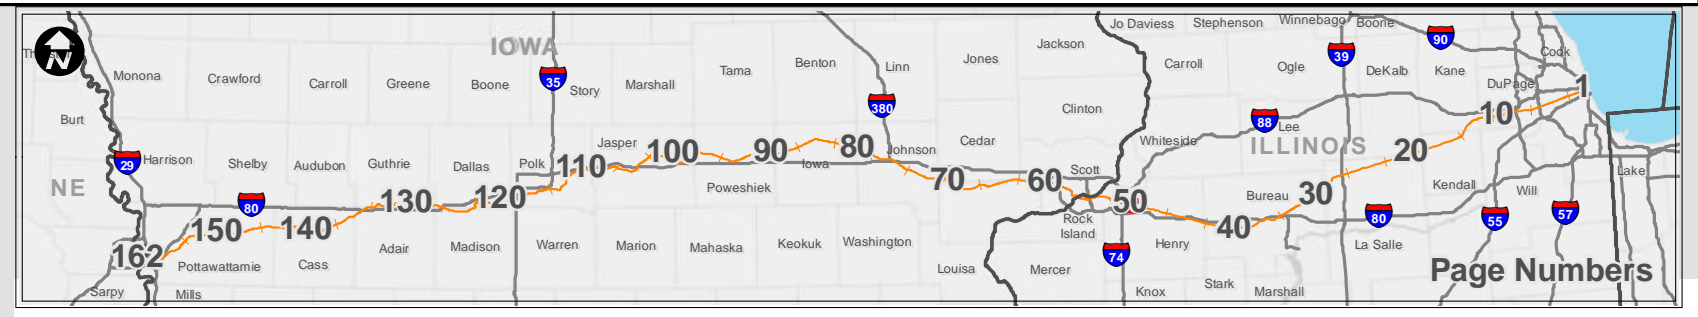 Jo Daviess Stephenson Winnebago Boone
IOWA
Jackson
90
39
Cook
Monona Crawford Carroll Greene Boone 35 Story Marshall Tama Benton Linn Jones Carroll Ogle DeKalb Kane
DuPage 1
N
Burt
380
Clinton
88 Lee
10
29 Harrison Shelby Audubon Guthrie Dallas Polk Jasper 100 90 80 Johnson Cedar Whiteside ILLINOIS 20
110
Iowa
NE
80
130 120
Poweshiek
70 60 Scott
50
Bureau 30 Kendall Will Lake
162 150 140
Rock
Island
40
80 55 57
Adair Madison Warren Marion Mahaska Keokuk Washington Henry La Salle
74
Pottawattamie Cass Louisa Mercer
Page Numbers
Sarpy Mills Knox Stark Marshall